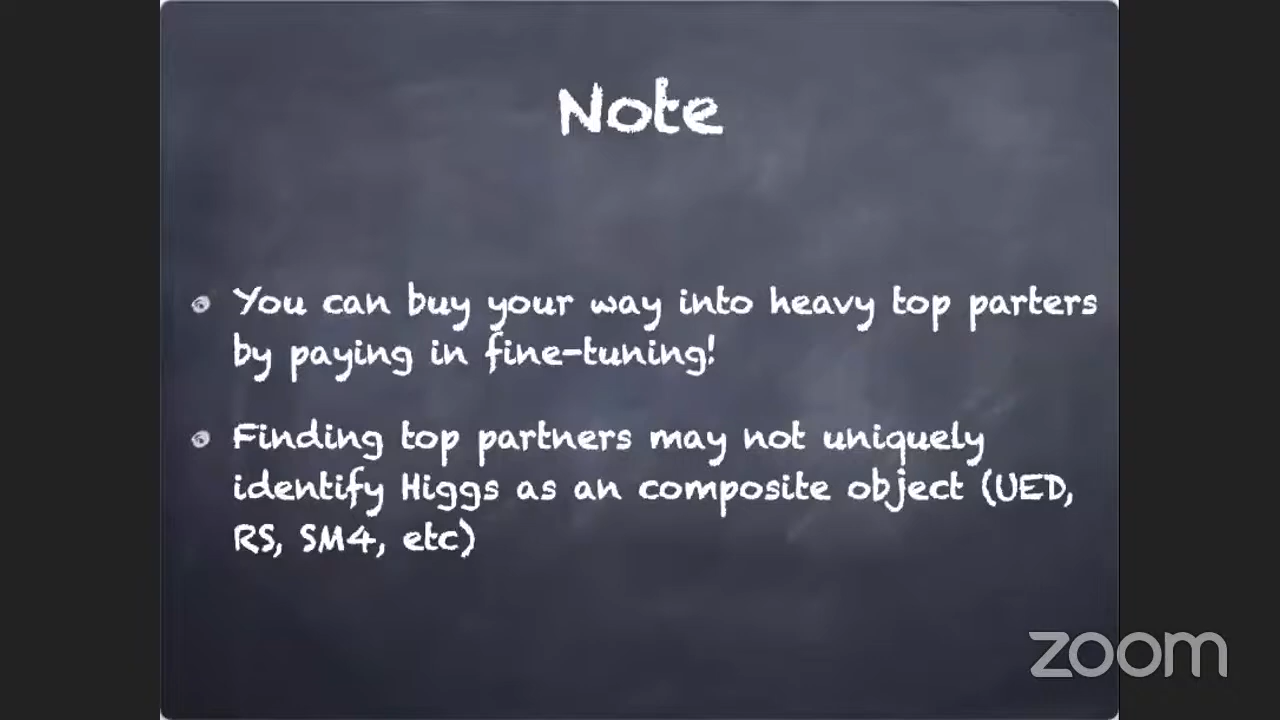 Note
You can buy your way into heavy top parters
by paying in fine-tuning!
Finding top partners may not uniquely
identify Higgs as an composite object (UED,
RS, SM4, etc)
zoom